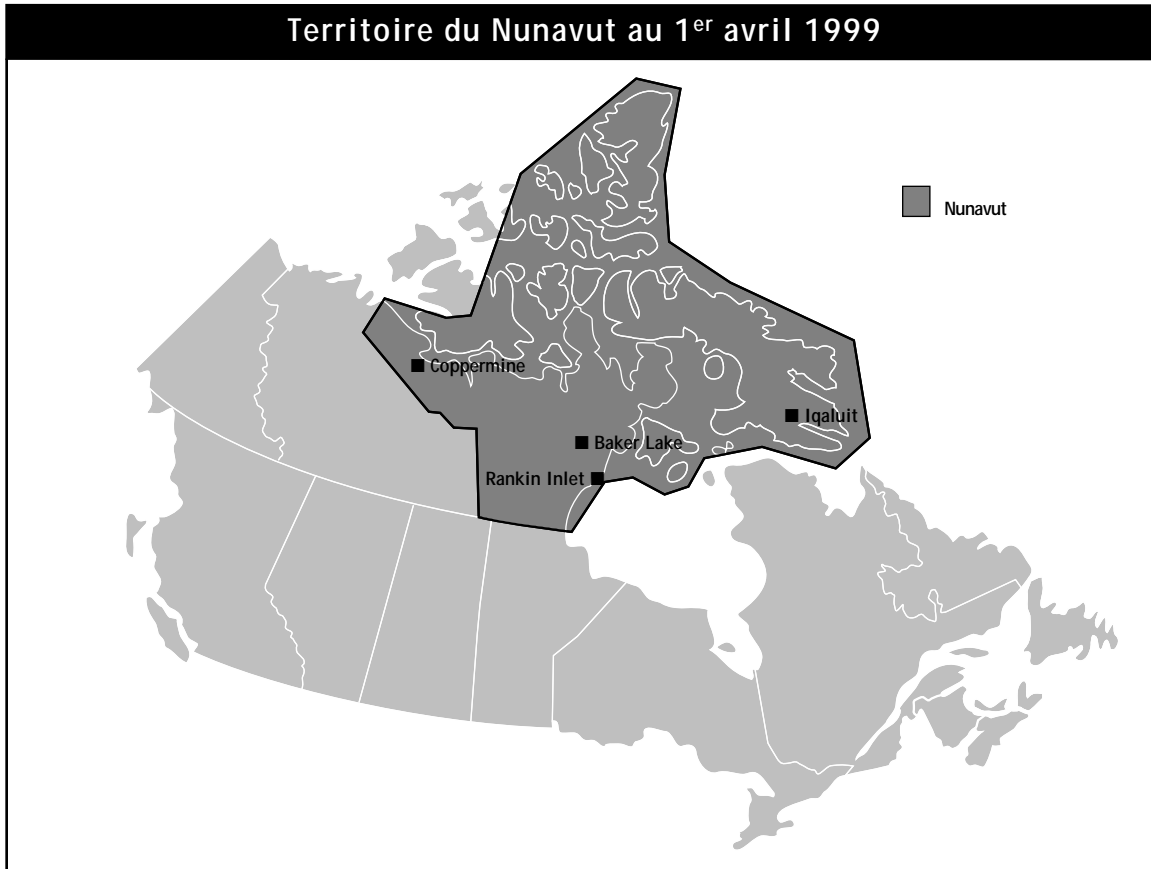 Territoire du Nunavut au 1er avril 1999
Nunavut
Coppermine
Iqaluit
Baker Lake
Rankin Inlet